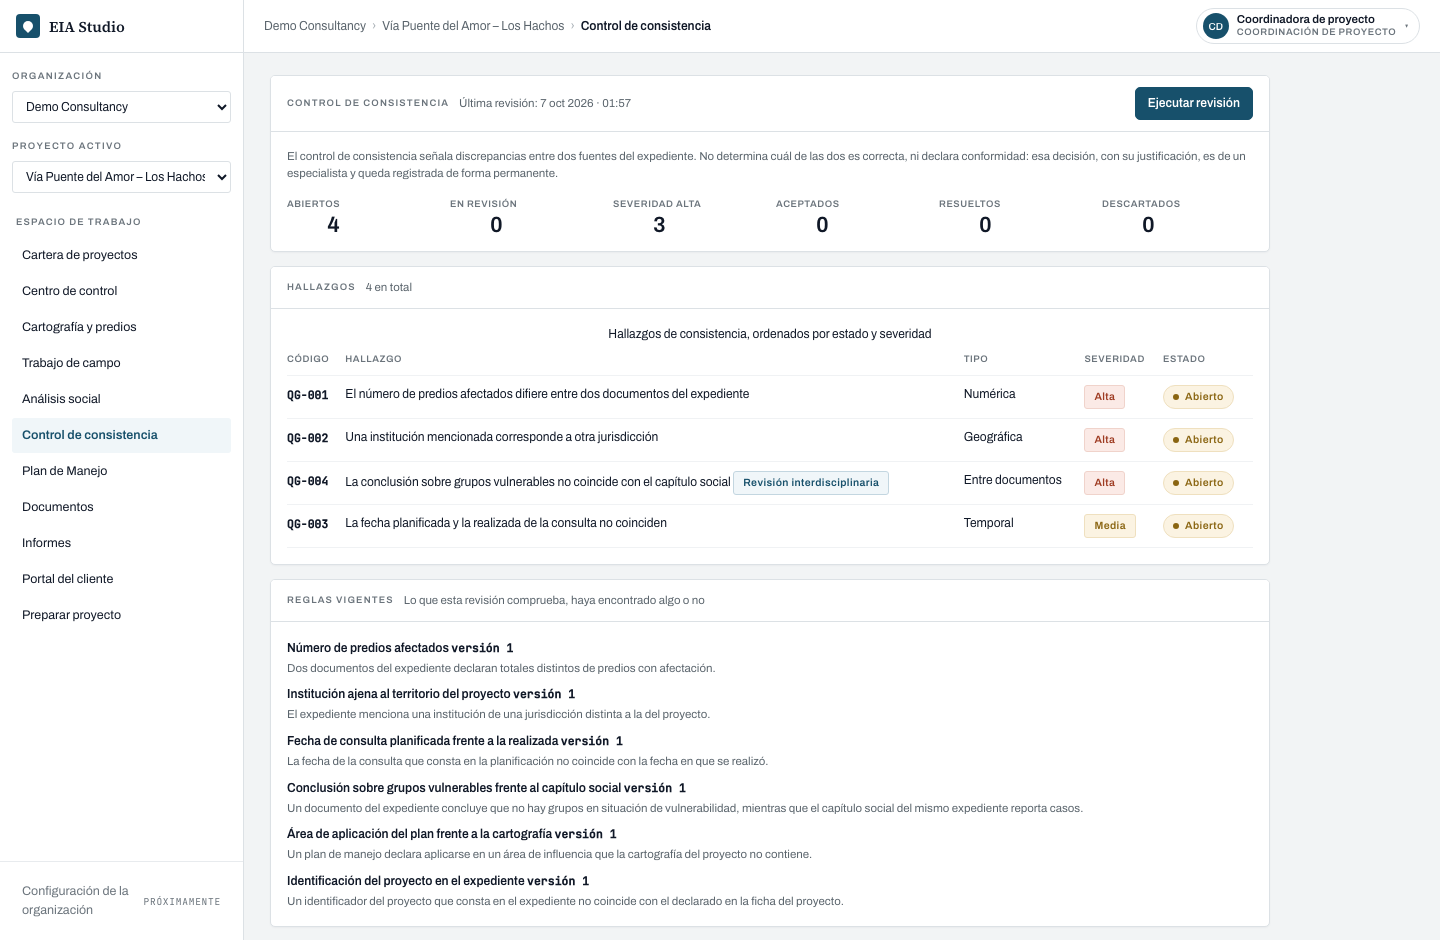 EIA Studio
ORGANIZACIÓN
Demo Consultancy
PROYECTO ACTIVO
Vía Puente del Amor – Los Hachos
ESPACIO DE TRABAJO
Cartera de proyectos
Centro de control
Cartografía y predios
Trabajo de campo
Análisis social
Control de consistencia
Plan de Manejo
Documentos
Informes
Portal del cliente
Preparar proyecto
Configuración de la organización
PRÓXIMAMENTE
Demo Consultancy › Vía Puente del Amor – Los Hachos › Control de consistencia
CD
Coordinadora de proyecto
COORDINACIÓN DE PROYECTO
CONTROL DE CONSISTENCIA Última revisión: 7 oct 2026 · 01:57
Ejecutar revisión
El control de consistencia señala discrepancias entre dos fuentes del expediente. No determina cuál de las dos es correcta, ni declara conformidad: esa decisión, con su justificación, es de un
especialista y queda registrada de forma permanente.
ABIERTOS EN REVISIÓN SEVERIDAD ALTA ACEPTADOS RESUELTOS DESCARTADOS
4 0 3 0 0 0
HALLAZGOS 4 en total
Hallazgos de consistencia, ordenados por estado y severidad
CÓDIGO HALLAZGO TIPO SEVERIDAD ESTADO
QG-001 El número de predios afectados difiere entre dos documentos del expediente Numérica Alta Abierto
QG-002 Una institución mencionada corresponde a otra jurisdicción Geográfica Alta Abierto
QG-004 La conclusión sobre grupos vulnerables no coincide con el capítulo social Revisión interdisciplinaria Entre documentos Alta Abierto
QG-003 La fecha planificada y la realizada de la consulta no coinciden Temporal Media Abierto
REGLAS VIGENTES Lo que esta revisión comprueba, haya encontrado algo o no
Número de predios afectados versión 1
Dos documentos del expediente declaran totales distintos de predios con afectación.
Institución ajena al territorio del proyecto versión 1
El expediente menciona una institución de una jurisdicción distinta a la del proyecto.
Fecha de consulta planificada frente a la realizada versión 1
La fecha de la consulta que consta en la planificación no coincide con la fecha en que se realizó.
Conclusión sobre grupos vulnerables frente al capítulo social versión 1
Un documento del expediente concluye que no hay grupos en situación de vulnerabilidad, mientras que el capítulo social del mismo expediente reporta casos.
Área de aplicación del plan frente a la cartografía versión 1
Un plan de manejo declara aplicarse en un área de influencia que la cartografía del proyecto no contiene.
Identificación del proyecto en el expediente versión 1
Un identificador del proyecto que consta en el expediente no coincide con el declarado en la ficha del proyecto.